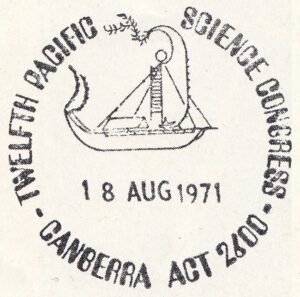 TWELFTH PACIFIC SCIENCE CONGRESS
18 AUG 1971
- CANBERRA ACT 2600 -